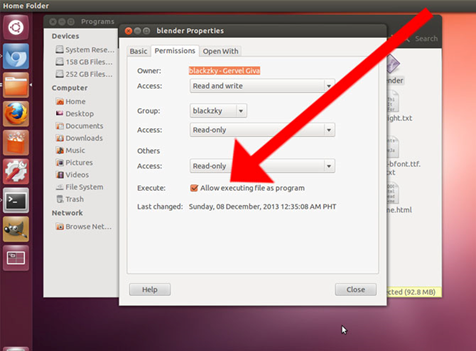 Home Folder
Programs
Search
Devices
System Rese...
158 GB Files...
252 GB Files...
Computer
Home
Desktop
Documents
Downloads
Music
Pictures
Videos
File System
Trash
Network
Browse Net...
blender Properties
Basic
Permissions
Open With
Owner:
blackzky - Gervel Giva
Access:
Read and write
Group:
blackzky
Access:
Read-only
Others
Access:
Read-only
Execute:
Allow executing file as program
Last changed:
Sunday, 08 December, 2013 12:35:08 AM PHT
Help
Close
nder
ight.txt
bfont.ttf.
txt
me.html
cted (92.8 MB)